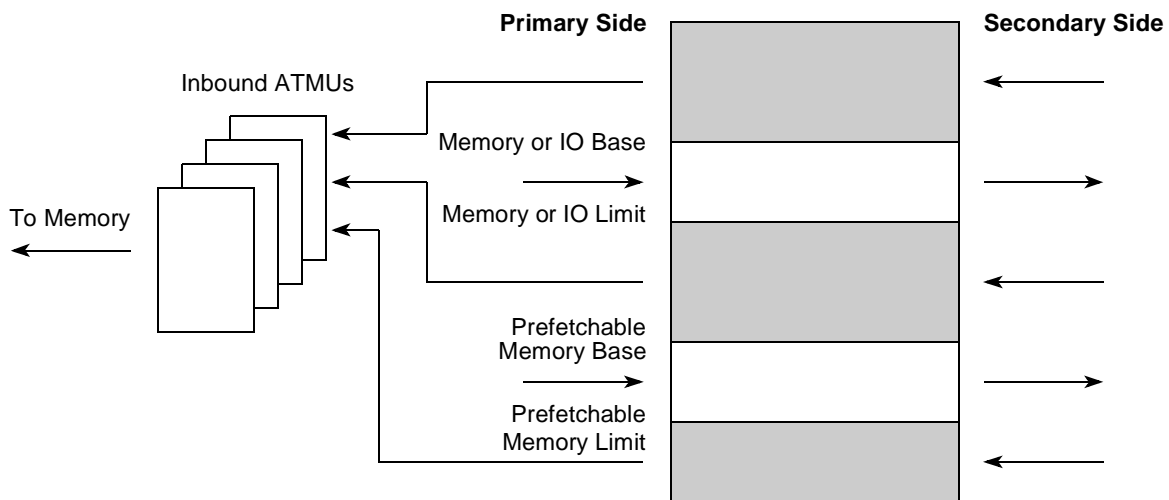 Primary Side
Secondary Side
Inbound ATMUs
Memory or IO Base
To Memory
Memory or IO Limit
Prefetchable
Memory Base
Prefetchable
Memory Limit